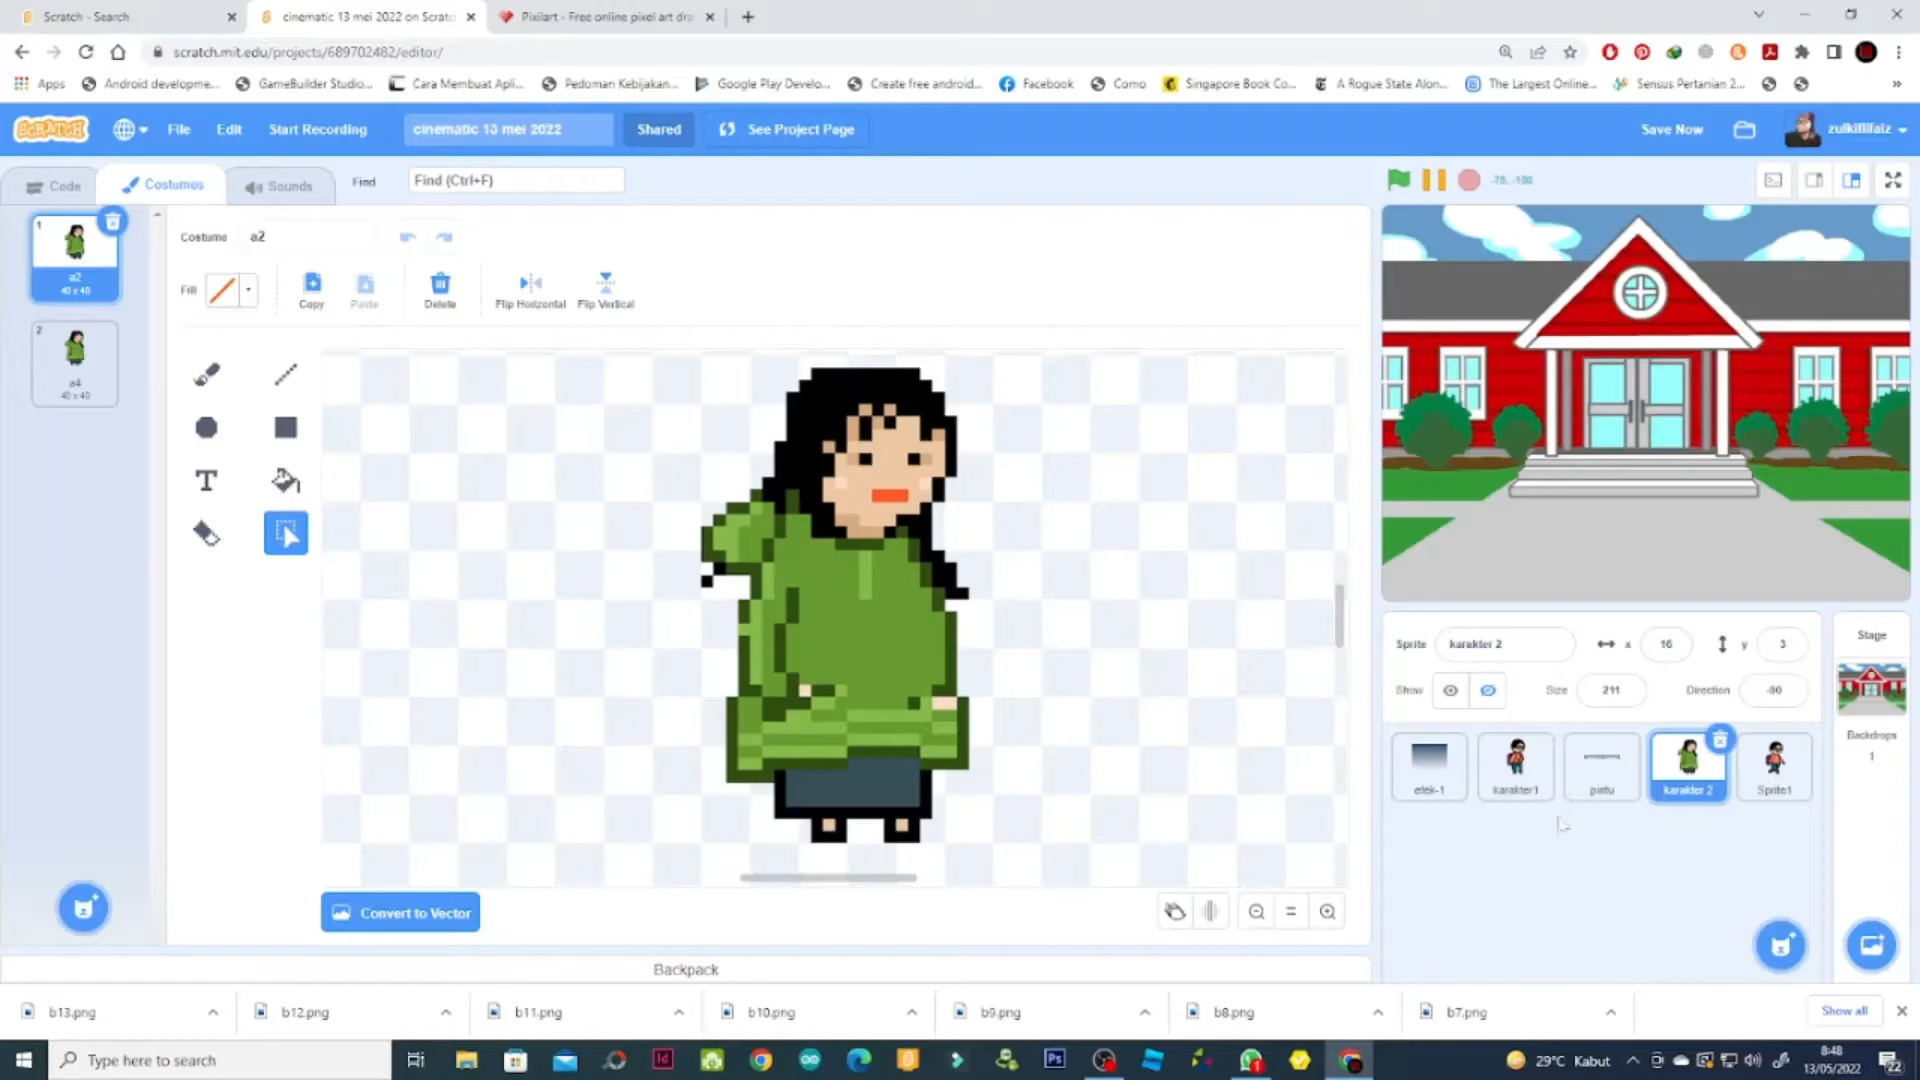 Scratch - Search
cinematic 13 mei 2022 on Scratc
Pixilart - Free online pixel art dra
scratch.mit.edu/projects/689702482/editor/
Apps
Android developme...
GameBuilder Studio...
Cara Membuat Apli...
Pedoman Kebijakan...
Google Play Develo...
Create free android...
Facebook
Como
Singapore Book Co...
A Rogue State Alon...
The Largest Online...
Sensus Pertanian 2...
SCRATCH
File
Edit
Start Recording
cinematic 13 mei 2022
Shared
See Project Page
Save Now
zulkiflifaiz
Code
Costumes
Sounds
Find
Find (Ctrl+F)
1
a2
40 x 40
2
a4
40 x 40
Costume
a2
Fill
Copy
Paste
Delete
Flip Horizontal
Flip Vertical
T
Convert to Vector
Backpack
Sprite
karakter 2
x
16
y
3
Show
Size
211
Direction
-90
efek-1
karakter1
pintu
karakter 2
Sprite1
Stage
Backdrops
1
b13.png
b12.png
b11.png
b10.png
b9.png
b8.png
b7.png
Show all
Type here to search
Id
Ps
29°C Kabut
8:48
13/05/2022
22